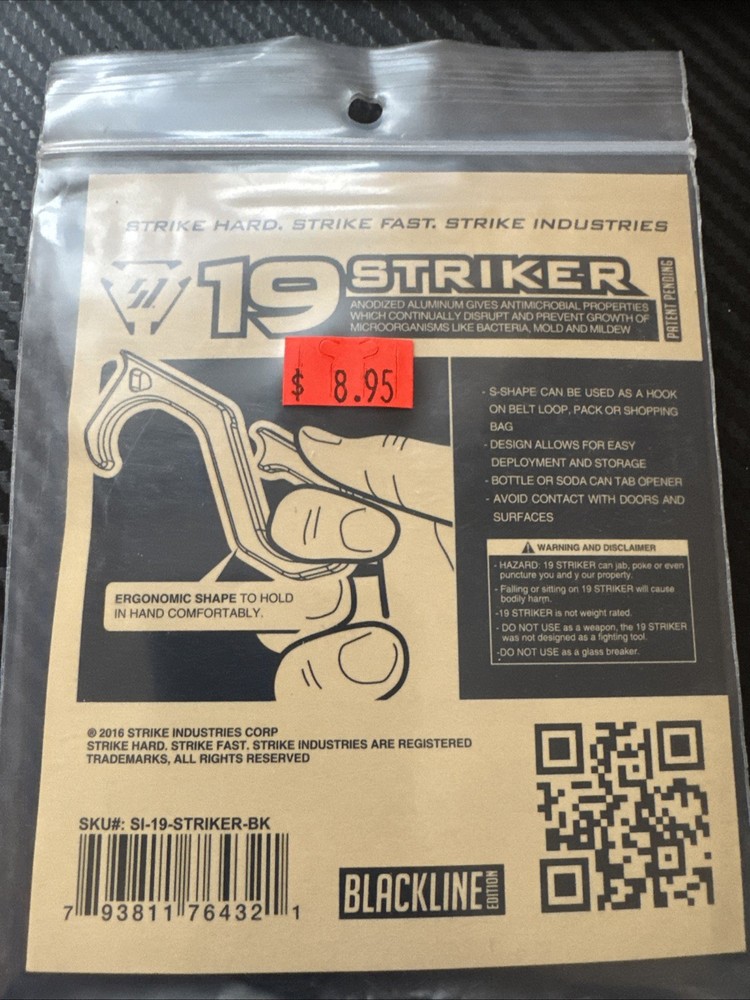 STRIKE HARD. STRIKE FAST. STRIKE INDUSTRIES
19 STRIKER
PATENT PENDING
ANODIZED ALUMINUM GIVES ANTIMICROBIAL PROPERTIES
WHICH CONTINUALLY DISRUPT AND PREVENT GROWTH OF
MICROORGANISMS LIKE BACTERIA, MOLD AND MILDEW
$ 8.95
- S-SHAPE CAN BE USED AS A HOOK
ON BELT LOOP, PACK OR SHOPPING
BAG
- DESIGN ALLOWS FOR EASY
DEPLOYMENT AND STORAGE
- BOTTLE OR SODA CAN TAB OPENER
- AVOID CONTACT WITH DOORS AND
SURFACES
WARNING AND DISCLAIMER
- HAZARD: 19 STRIKER can jab, poke or even
puncture you and y our property.
- Falling or sitting on 19 STRIKER will cause
bodily harm.
-19 STRIKER is not weight rated.
- DO NOT USE as a weapon, the 19 STRIKER
was not designed as a fighting tool.
-DO NOT USE as a glass breaker.
ERGONOMIC SHAPE TO HOLD
IN HAND COMFORTABLY.
® 2016 STRIKE INDUSTRIES CORP
STRIKE HARD. STRIKE FAST. STRIKE INDUSTRIES ARE REGISTERED
TRADEMARKS, ALL RIGHTS RESERVED
SKU#: SI-19-STRIKER-BK
7 93811 76432 1
BLACKLINE EDITION